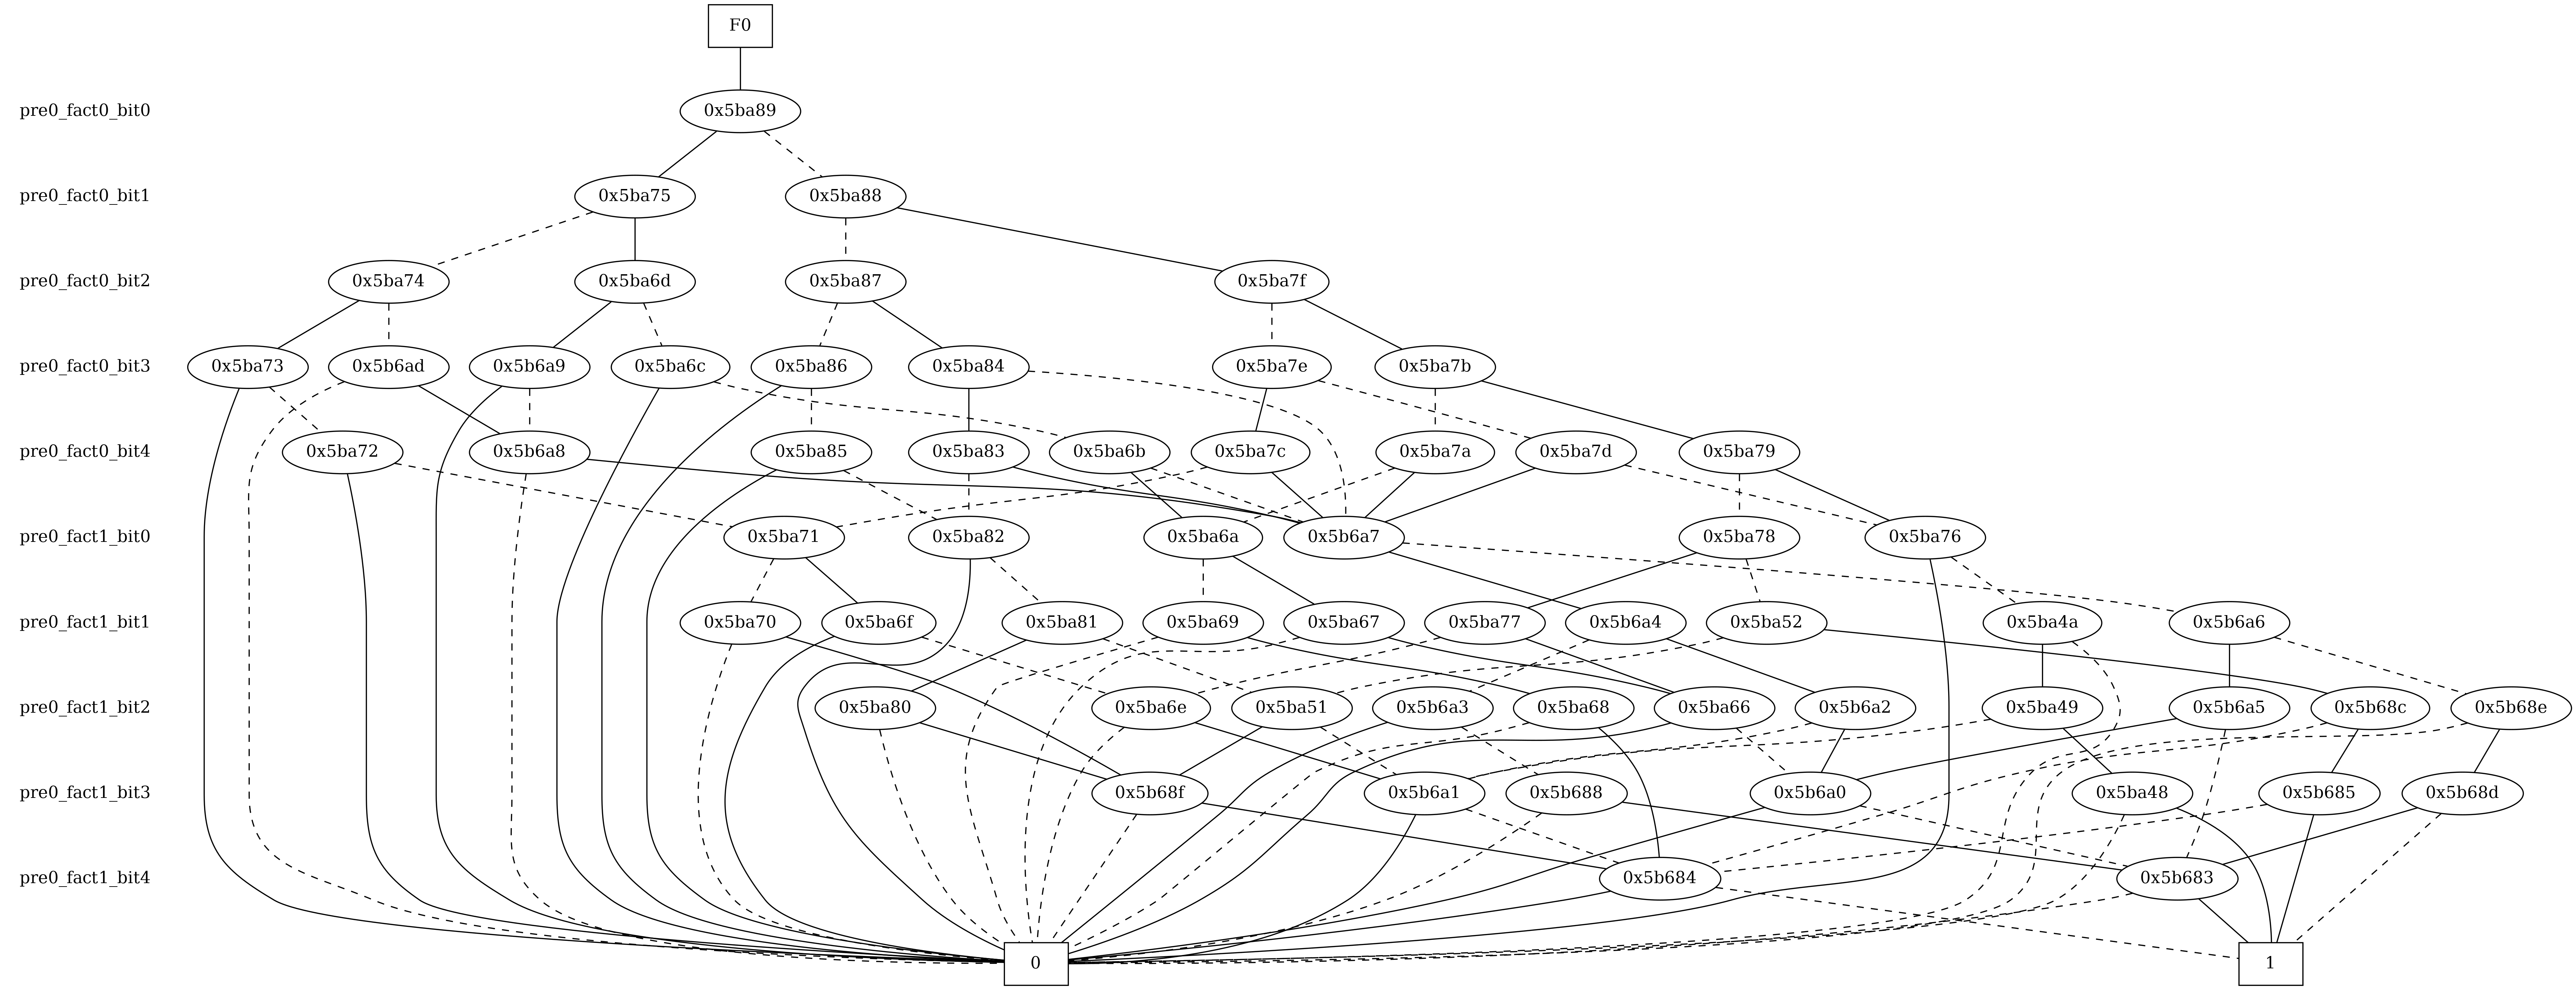 F0
pre0_fact0_bit0 0x5ba89
pre0_fact0_bit1 0x5ba75 0x5ba88
pre0_fact0_bit2 0x5ba74 0x5ba6d 0x5ba87 0x5ba7f
pre0_fact0_bit3 0x5ba73 0x5b6ad 0x5b6a9 0x5ba6c 0x5ba86 0x5ba84 0x5ba7e 0x5ba7b
pre0_fact0_bit4 0x5ba72 0x5b6a8 0x5ba85 0x5ba83 0x5ba6b 0x5ba7c 0x5ba7a 0x5ba7d 0x5ba79
pre0_fact1_bit0 0x5ba71 0x5ba82 0x5ba6a 0x5b6a7 0x5ba78 0x5ba76
pre0_fact1_bit1 0x5ba70 0x5ba6f 0x5ba81 0x5ba69 0x5ba67 0x5ba77 0x5b6a4 0x5ba52 0x5ba4a 0x5b6a6
pre0_fact1_bit2 0x5ba80 0x5ba6e 0x5ba51 0x5b6a3 0x5ba68 0x5ba66 0x5b6a2 0x5ba49 0x5b6a5 0x5b68c 0x5b68e
pre0_fact1_bit3 0x5b68f 0x5b6a1 0x5b688 0x5b6a0 0x5ba48 0x5b685 0x5b68d
pre0_fact1_bit4 0x5b684 0x5b683
0 1